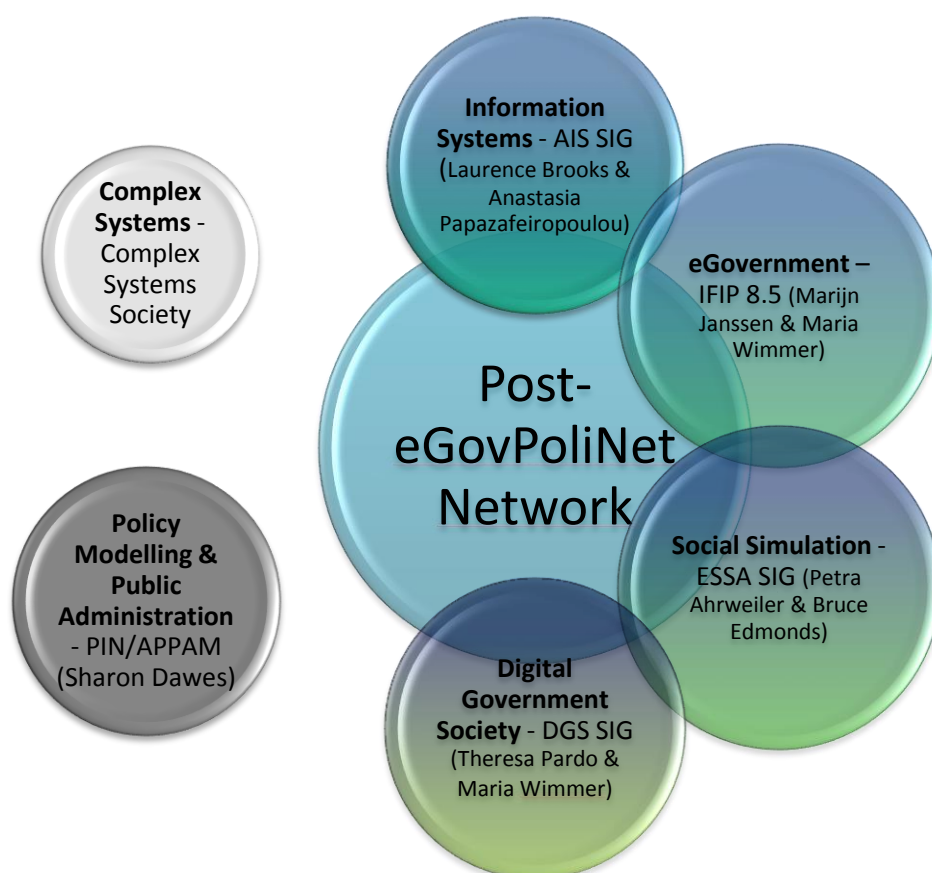 Information
Systems - AIS SIG
(Laurence Brooks &
Anastasia
Papazafeiropoulou)
Complex
Systems -
Complex
Systems
Society
eGovernment –
IFIP 8.5 (Marijn
Janssen & Maria
Wimmer)
Post-
eGovPoliNet
Network
Policy
Modelling &
Public
Administration
- PIN/APPAM
(Sharon Dawes)
Social Simulation -
ESSA SIG (Petra
Ahrweiler & Bruce
Edmonds)
Digital
Government
Society - DGS SIG
(Theresa Pardo &
Maria Wimmer)